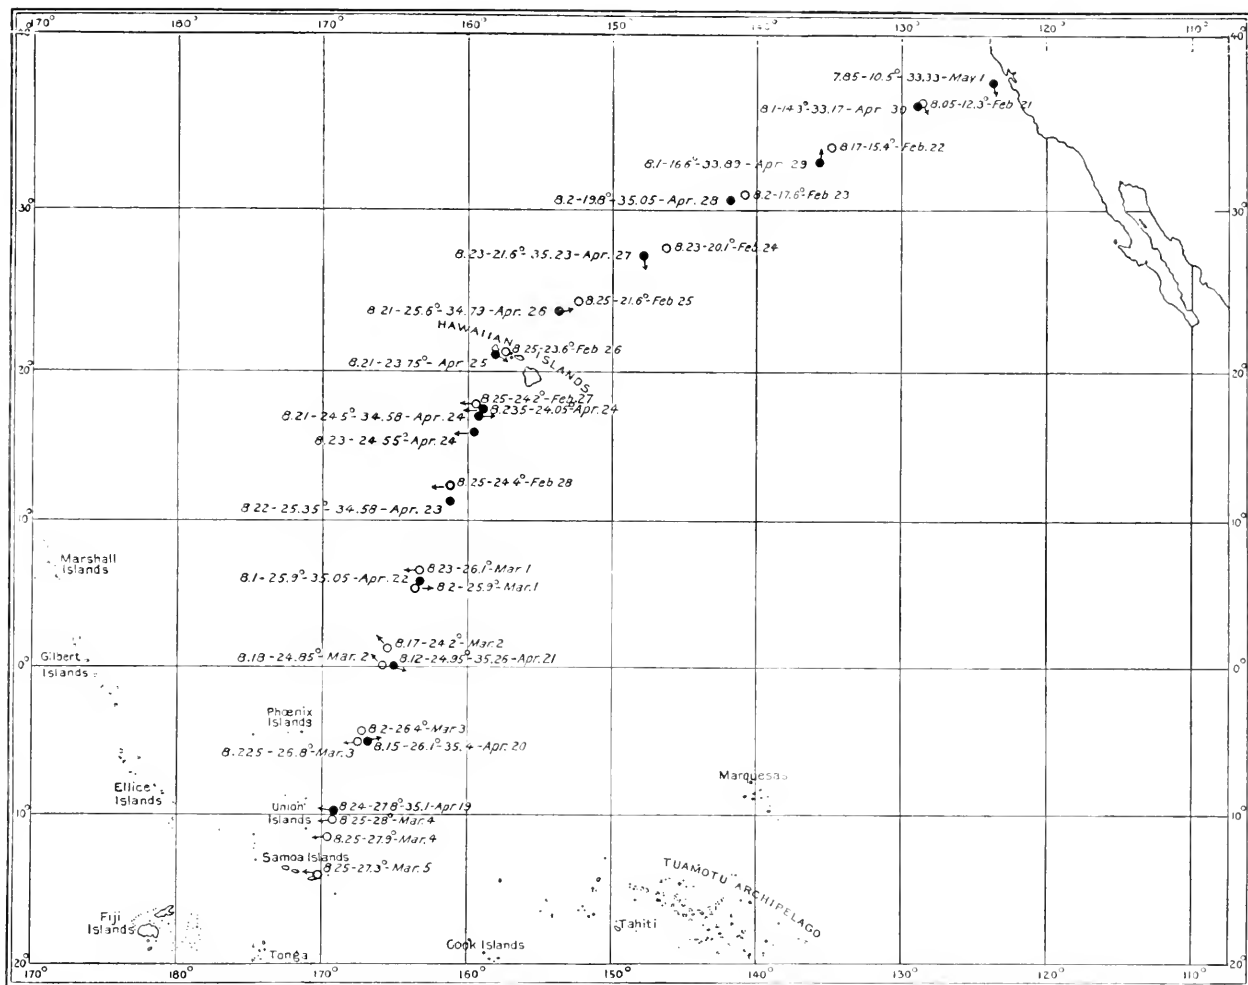 170° 180° 170° 160° 150° 140° 130° 120° 110°
40° 40°
7.85-10.5°-33.33-May 1
8.1-14.3°-33.17-Apr. 30
8.05-12.3°-Feb 21
8.17-15.4°-Feb. 22
8.1-16.6°-33.89-Apr. 29
8.2-17.6°-Feb 23
8.2-19.8°-35.05-Apr. 28
30° 30°
8.23-20.1°-Feb. 24
8.23-21.6°-35.23-Apr. 27
8.25-21.6°-Feb 25
8.21-25.6°-34.79-Apr. 26
HAWAIIAN ISLANDS
8.25-23.6°-Feb 26
8.21-23.75°-Apr 25
20° 20°
8.25-24.2°-Feb.27
8.235-24.05-Apr.24
8.21-24.5°-34.58-Apr. 24
8.23-24.55°-Apr. 24
8.25-24.4°-Feb 28
8.22-25.35°-34.58-Apr. 23
10° 10°
Marshall
Islands
8.23-26.1°-Mar. 1
8.1-25.9°-35.05-Apr. 22
8.2-25.9°-Mar. 1
8.17-24.2°-Mar. 2
Gilbert
Islands
8.18-24.85°-Mar. 2
8.12-24.95°-35.26-Apr. 21
0° 0°
Phoenix
Islands
8.2-26.4°-Mar 3
8.225-26.8°-Mar. 3
8.15-26.1°-35.4-Apr. 20
Marquesas
Ellice
Islands
Union
Islands
8.24-27.8°-35.1-Apr 19
10° 10°
8.25-28°-Mar. 4
8.25-27.9°-Mar. 4
Samoa Islands
8.25-27.3°-Mar. 5
TUAMOTU ARCHIPELAGO
Fiji
Islands
Tahiti
Cook Islands
Tonga
20° 20°
170° 180° 170° 160° 150° 140° 130° 120° 110°